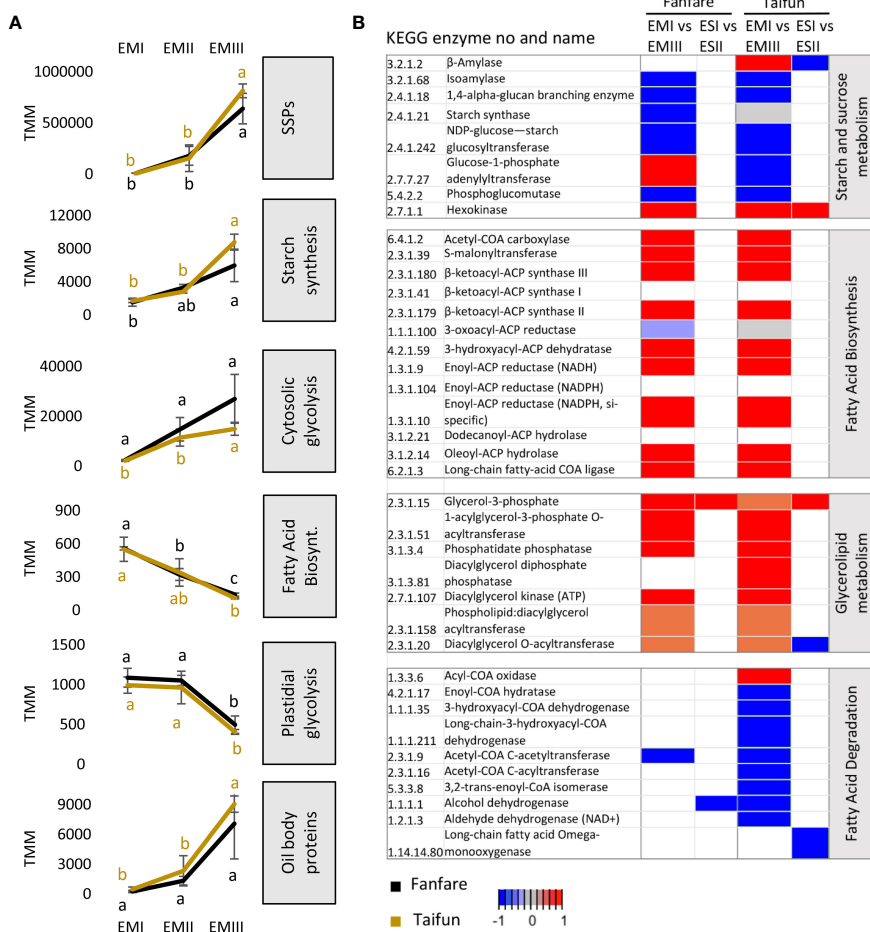 A
EMI EMII EMIII
TMM
1000000
500000
0
b
b
a
b
b
a
SSPs
TMM
12000
8000
4000
0
b
b
a
b
ab
a
Starch
synthesis
TMM
40000
20000
0
a
a
a
b
b
a
Cytosolic
glycolysis
TMM
900
600
300
0
a
b
c
a
ab
b
Fatty Acid
Biosynt.
TMM
1500
1000
500
0
a
a
b
a
a
b
Plastidial
glycolysis
TMM
9000
6000
3000
0
b
b
a
a
a
a
Oil body
proteins
EMI EMII EMIII
B
Fanfare Taifun
KEGG enzyme no and name
EMI vs ESI vs EMI vs ESI vs
EMIII ESII EMIII ESII
3.2.1.2 β-Amylase
3.2.1.68 Isoamylase
2.4.1.18 1,4-alpha-glucan branching enzyme
2.4.1.21 Starch synthase
NDP-glucose—starch
2.4.1.242 glucosyltransferase
Glucose-1-phosphate
2.7.7.27 adenylyltransferase
5.4.2.2 Phosphoglucomutase
2.7.1.1 Hexokinase
Starch and sucrose
metabolism
6.4.1.2 Acetyl-COA carboxylase
2.3.1.39 S-malonyltransferase
2.3.1.180 β-ketoacyl-ACP synthase III
2.3.1.41 β-ketoacyl-ACP synthase I
2.3.1.179 β-ketoacyl-ACP synthase II
1.1.1.100 3-oxoacyl-ACP reductase
4.2.1.59 3-hydroxyacyl-ACP dehydratase
1.3.1.9 Enoyl-ACP reductase (NADH)
1.3.1.104 Enoyl-ACP reductase (NADPH)
Enoyl-ACP reductase (NADPH, si-
1.3.1.10 specific)
3.1.2.21 Dodecanoyl-ACP hydrolase
3.1.2.14 Oleoyl-ACP hydrolase
6.2.1.3 Long-chain fatty-acid COA ligase
Fatty Acid Biosynthesis
2.3.1.15 Glycerol-3-phosphate
1-acylglycerol-3-phosphate O-
2.3.1.51 acyltransferase
3.1.3.4 Phosphatidate phosphatase
Diacylglycerol diphosphate
3.1.3.81 phosphatase
2.7.1.107 Diacylglycerol kinase (ATP)
Phospholipid:diacylglycerol
2.3.1.158 acyltransferase
2.3.1.20 Diacylglycerol O-acyltransferase
Glycerolipid
metabolism
1.3.3.6 Acyl-COA oxidase
4.2.1.17 Enoyl-COA hydratase
1.1.1.35 3-hydroxyacyl-COA dehydrogenase
Long-chain-3-hydroxyacyl-COA
1.1.1.211 dehydrogenase
2.3.1.9 Acetyl-COA C-acetyltransferase
2.3.1.16 Acetyl-COA C-acyltransferase
5.3.3.8 3,2-trans-enoyl-CoA isomerase
1.1.1.1 Alcohol dehydrogenase
1.2.1.3 Aldehyde dehydrogenase (NAD+)
Long-chain fatty acid Omega-
1.14.14.80 monooxygenase
Fatty Acid Degradation
Fanfare
Taifun
-1 0 1